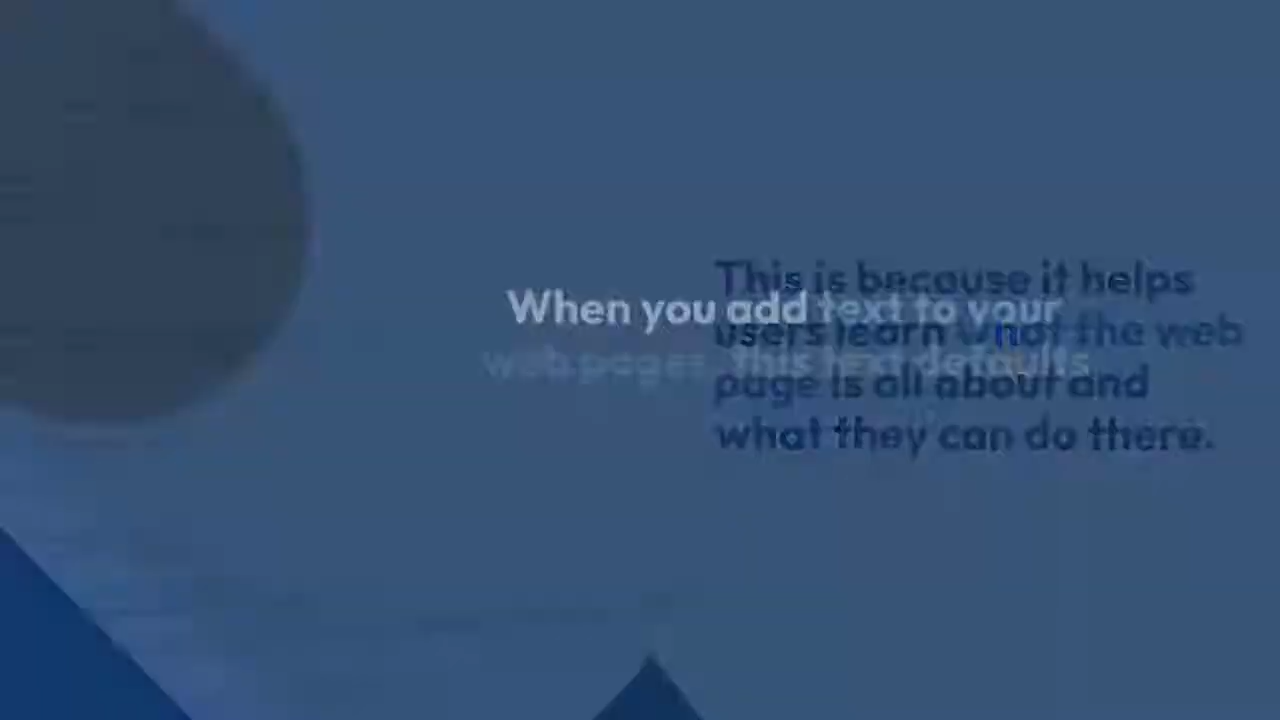 When you add text to your
web pages, this text defaults
This is because it helps
users learn what the web
page is all about and
what they can do there.